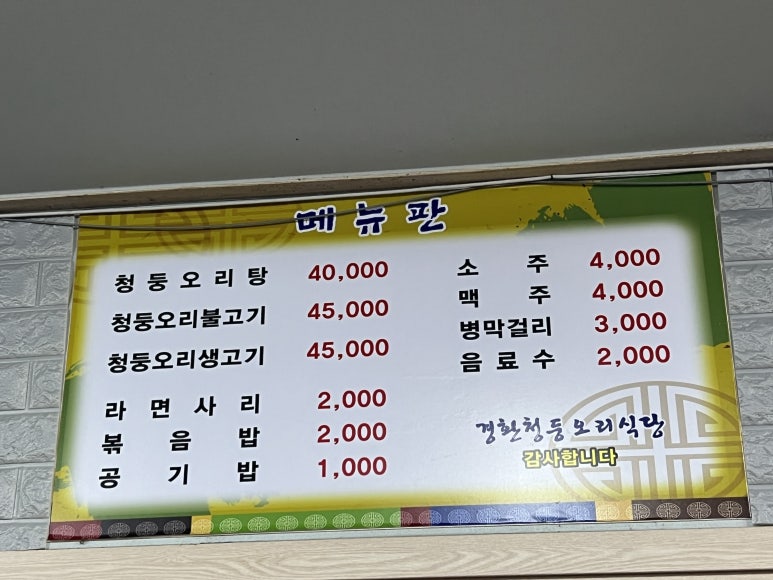 메뉴판
청둥오리탕 40,000
청둥오리불고기 45,000
청둥오리생고기 45,000
라면사리 2,000
볶음밥 2,000
공기밥 1,000
소주 4,000
맥주 4,000
병막걸리 3,000
음료수 2,000
경환청둥오리식당
감사합니다